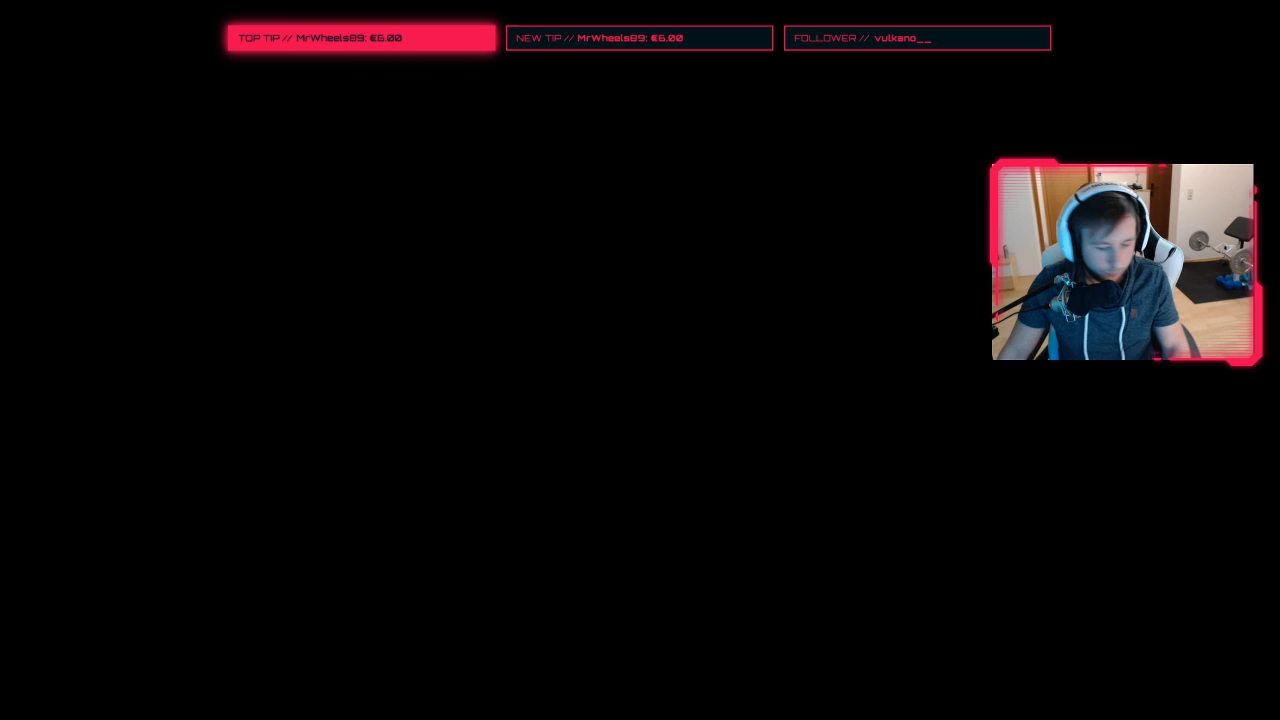 TOP TIP // MrWheels89: €6.00
NEW TIP // MrWheels89: €6.00
FOLLOWER // vulkano__